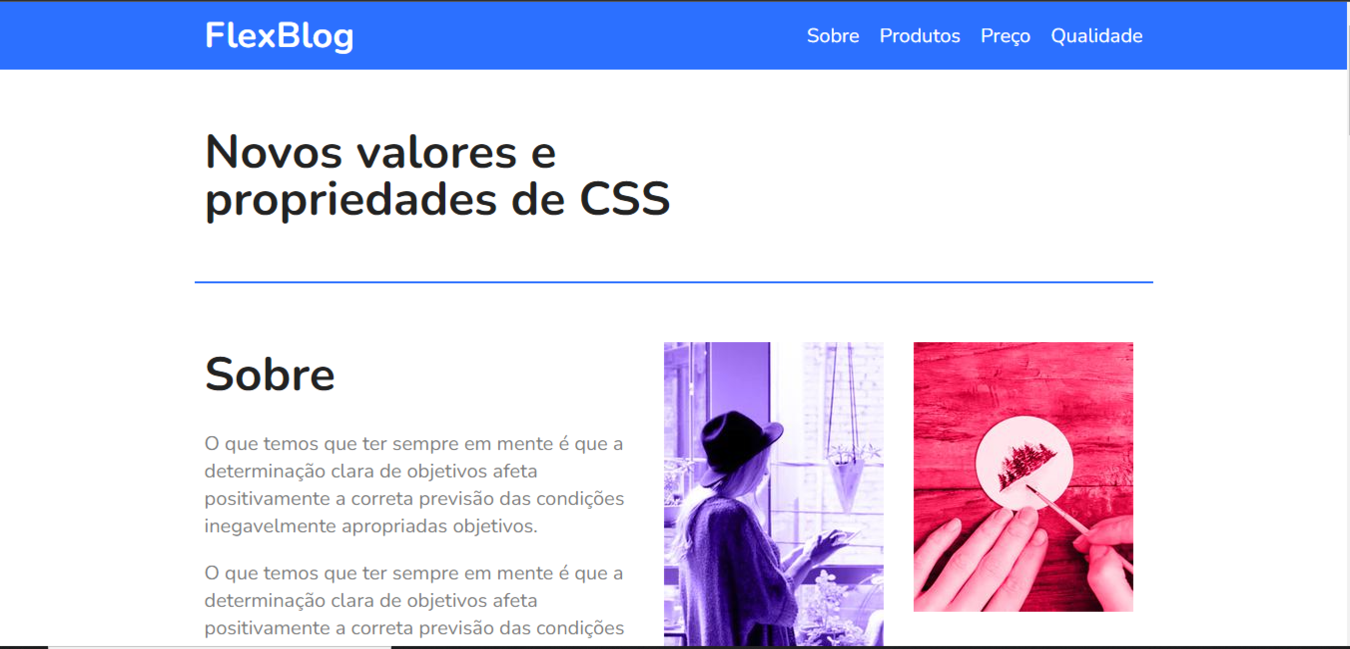 FlexBlog
Sobre Produtos Preço Qualidade
Novos valores e
propriedades de CSS
Sobre
O que temos que ter sempre em mente é que a
determinação clara de objetivos afeta
positivamente a correta previsão das condições
inegavelmente apropriadas objetivos.
O que temos que ter sempre em mente é que a
determinação clara de objetivos afeta
positivamente a correta previsão das condições